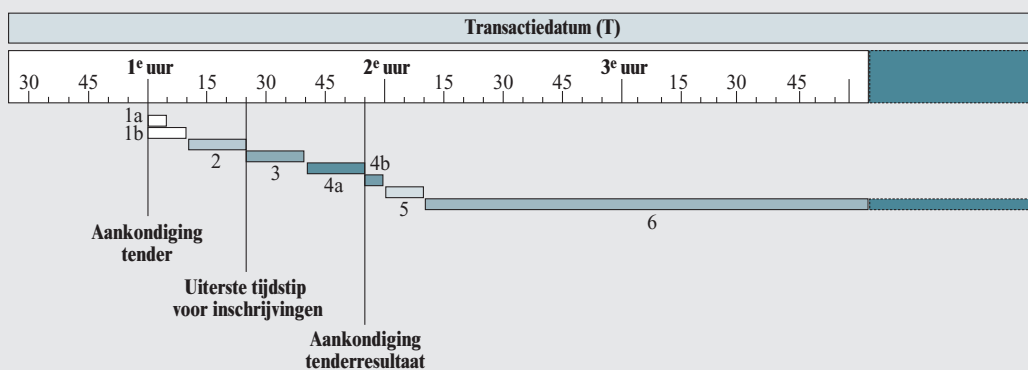 Transactiedatum (T)
1e uur 2e uur 3e uur
30 45 15 30 45 15 30 45 15 30 45
1a
1b
2
3
4a
4b
5
6
Aankondiging
tender
Uiterste tijdstip
voor inschrijvingen
Aankondiging
tenderresultaat